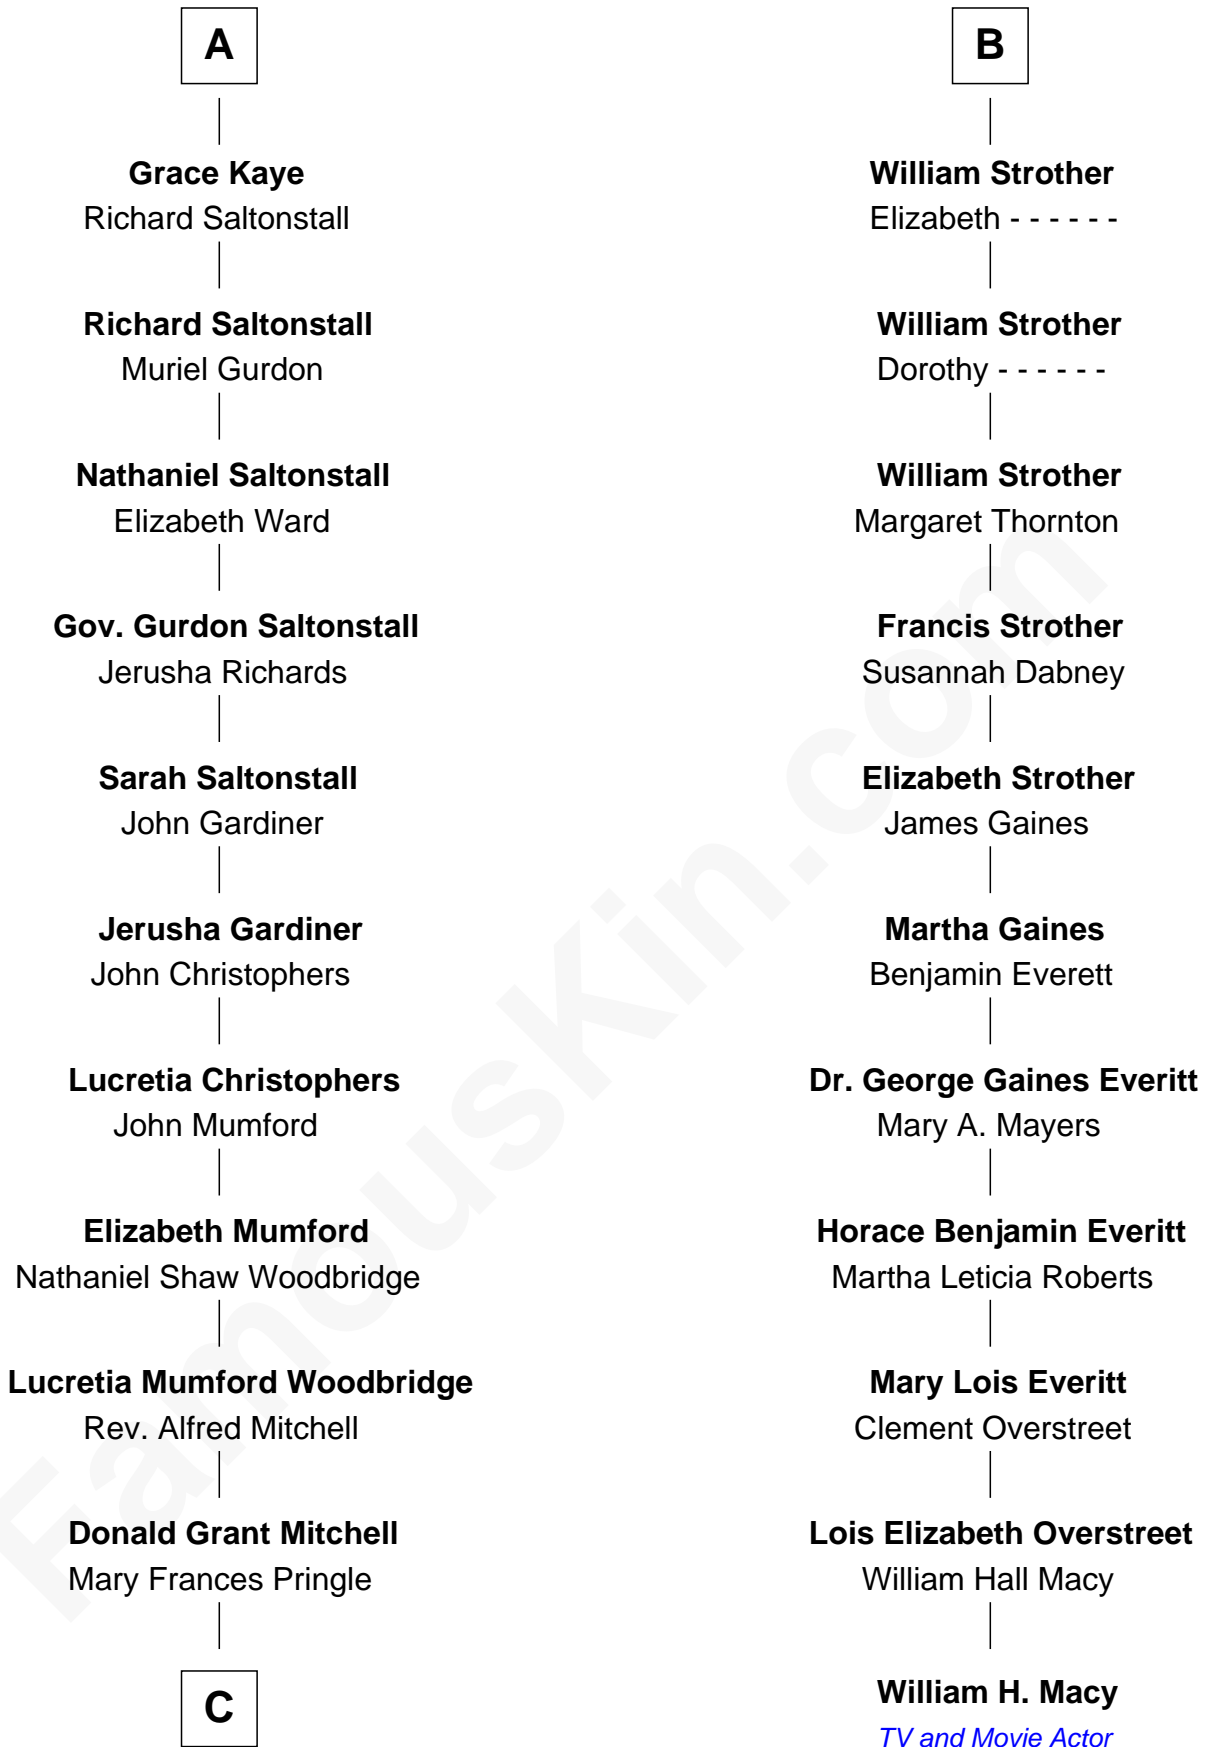 A
Grace Kaye
Richard Saltonstall
Richard Saltonstall
Muriel Gurdon
Nathaniel Saltonstall
Elizabeth Ward
Gov. Gurdon Saltonstall
Jerusha Richards
Sarah Saltonstall
John Gardiner
Jerusha Gardiner
John Christophers
Lucretia Christophers
John Mumford
Elizabeth Mumford
Nathaniel Shaw Woodbridge
Lucretia Mumford Woodbridge
Rev. Alfred Mitchell
Donald Grant Mitchell
Mary Frances Pringle
C
B
William Strother
Elizabeth - - - - - -
William Strother
Dorothy - - - - - -
William Strother
Margaret Thornton
Francis Strother
Susannah Dabney
Elizabeth Strother
James Gaines
Martha Gaines
Benjamin Everett
Dr. George Gaines Everitt
Mary A. Mayers
Horace Benjamin Everitt
Martha Leticia Roberts
Mary Lois Everitt
Clement Overstreet
Lois Elizabeth Overstreet
William Hall Macy
William H. Macy
TV and Movie Actor
FamousKin.com